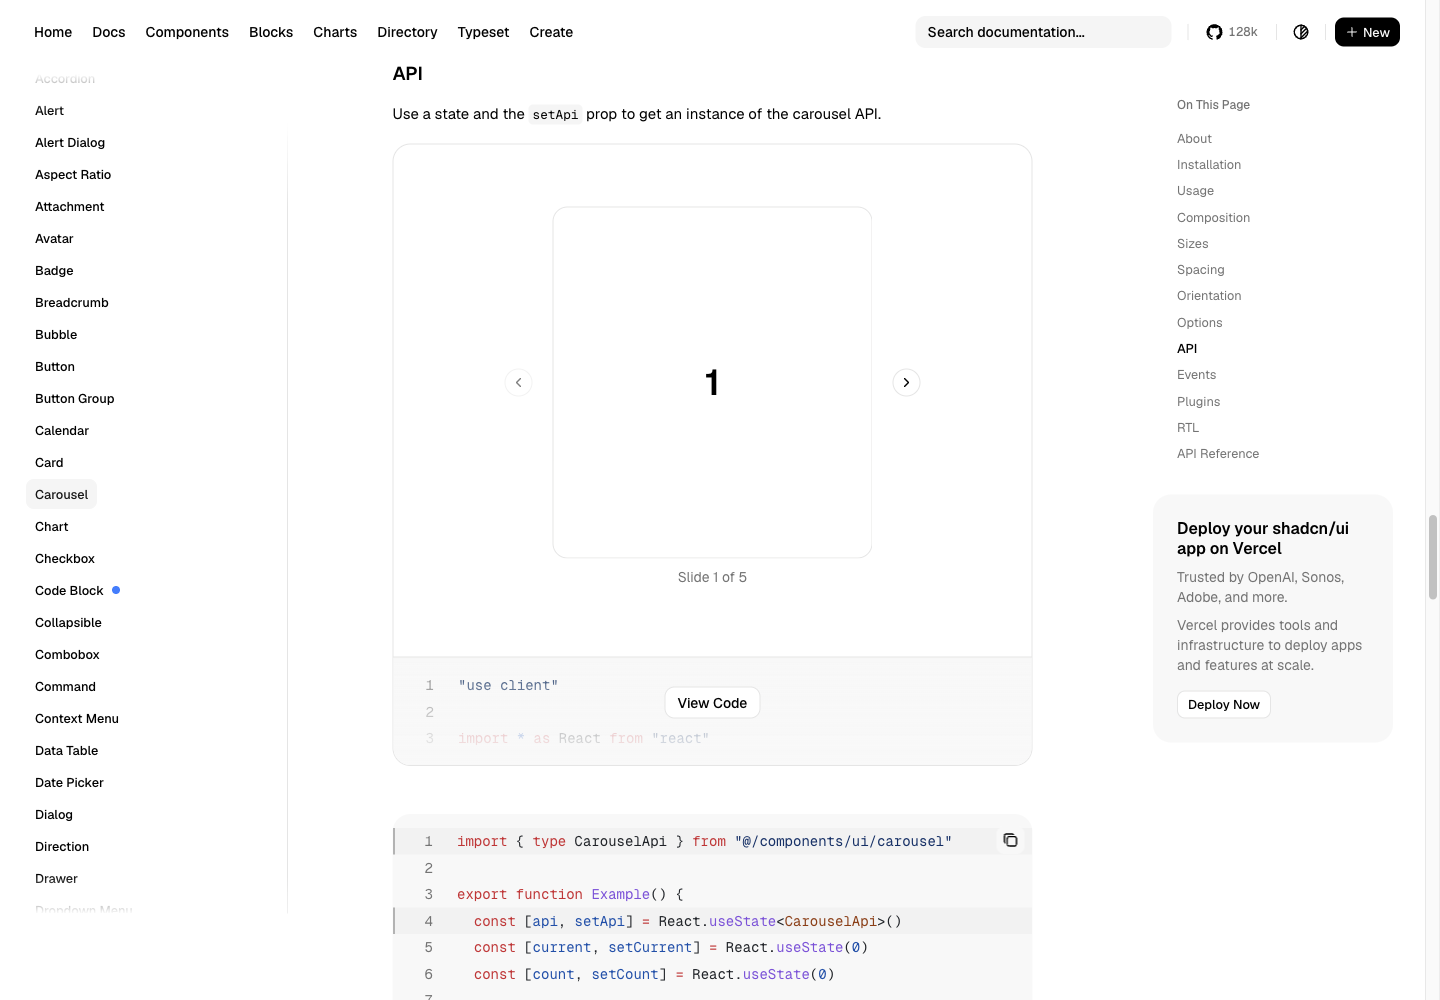 Home Docs Components Blocks Charts Directory Typeset Create
Search documentation...
128k
New
Accordion
Alert
Alert Dialog
Aspect Ratio
Attachment
Avatar
Badge
Breadcrumb
Bubble
Button
Button Group
Calendar
Card
Carousel
Chart
Checkbox
Code Block
Collapsible
Combobox
Command
Context Menu
Data Table
Date Picker
Dialog
Direction
Drawer
Dropdown Menu
API
Use a state and the setApi prop to get an instance of the carousel API.
1
Slide 1 of 5
1 "use client"
2
3 import * as React from "react"
View Code
1 import { type CarouselApi } from "@/components/ui/carousel"
2
3 export function Example() {
4 const [api, setApi] = React.useState<CarouselApi>()
5 const [current, setCurrent] = React.useState(0)
6 const [count, setCount] = React.useState(0)
7
On This Page
About
Installation
Usage
Composition
Sizes
Spacing
Orientation
Options
API
Events
Plugins
RTL
API Reference
Deploy your shadcn/ui
app on Vercel
Trusted by OpenAI, Sonos,
Adobe, and more.
Vercel provides tools and
infrastructure to deploy apps
and features at scale.
Deploy Now